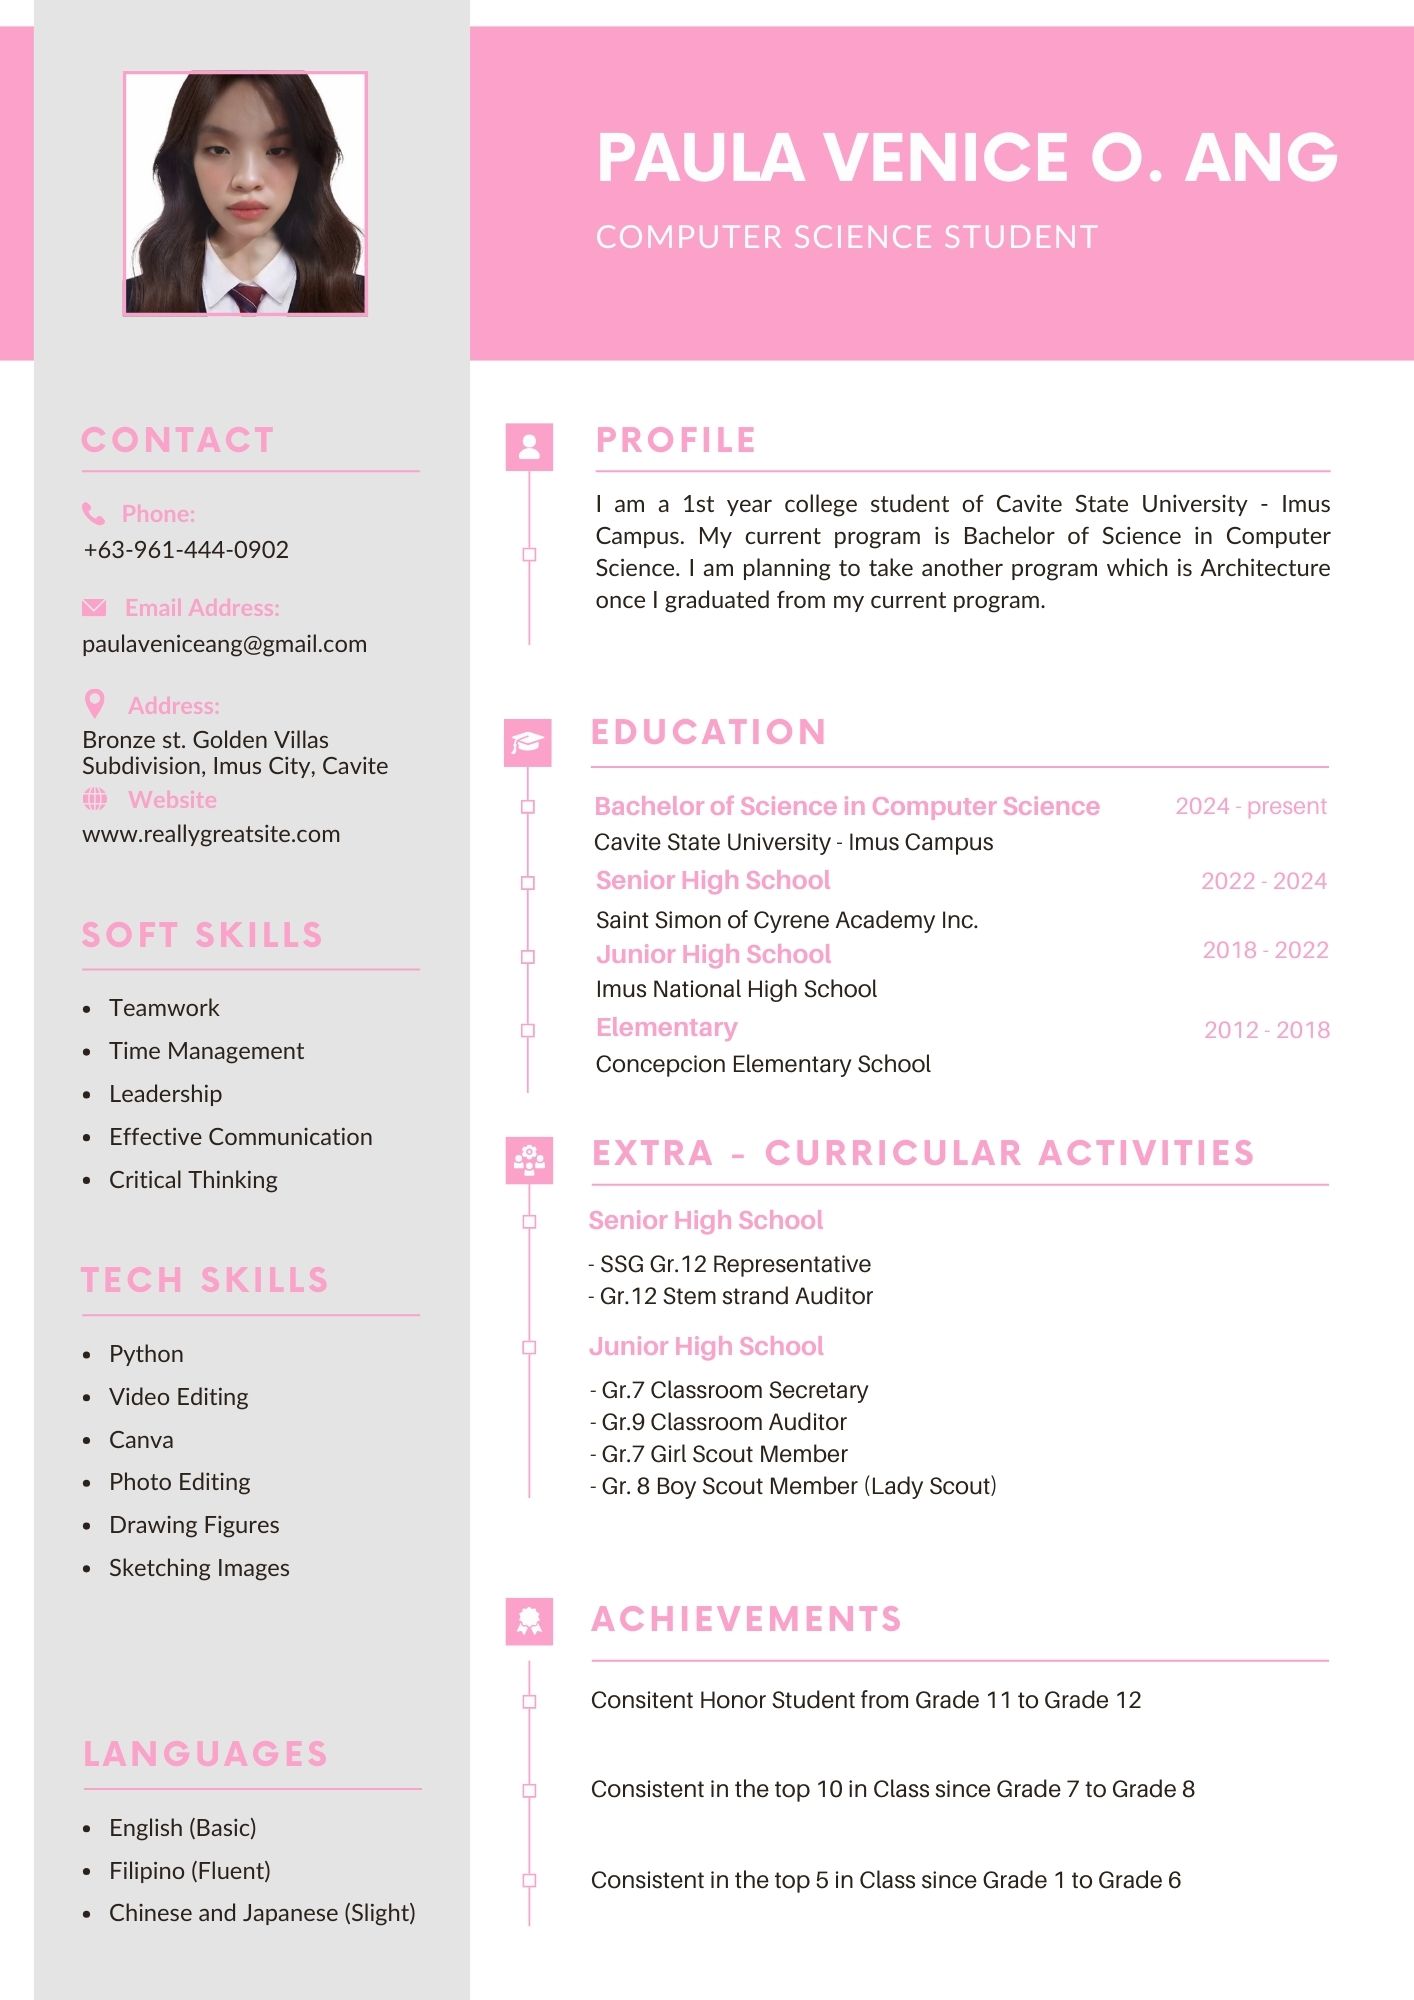 PAULA VENICE O. ANG
COMPUTER SCIENCE STUDENT
CONTACT
Phone:
+63-961-444-0902
Email Address:
paulaveniceang@gmail.com
Address:
Bronze st. Golden Villas
Subdivision, Imus City, Cavite
Website
www.reallygreatsite.com
SOFT SKILLS
• Teamwork
• Time Management
• Leadership
• Effective Communication
• Critical Thinking
TECH SKILLS
• Python
• Video Editing
• Canva
• Photo Editing
• Drawing Figures
• Sketching Images
LANGUAGES
• English (Basic)
• Filipino (Fluent)
• Chinese and Japanese (Slight)
PROFILE
I am a 1st year college student of Cavite State University - Imus
Campus. My current program is Bachelor of Science in Computer
Science. I am planning to take another program which is Architecture
once I graduated from my current program.
EDUCATION
Bachelor of Science in Computer Science 2024 - present
Cavite State University - Imus Campus
Senior High School 2022 - 2024
Saint Simon of Cyrene Academy Inc.
Junior High School 2018 - 2022
Imus National High School
Elementary 2012 - 2018
Concepcion Elementary School
EXTRA - CURRICULAR ACTIVITIES
Senior High School
- SSG Gr.12 Representative
- Gr.12 Stem strand Auditor
Junior High School
- Gr.7 Classroom Secretary
- Gr.9 Classroom Auditor
- Gr.7 Girl Scout Member
- Gr. 8 Boy Scout Member (Lady Scout)
ACHIEVEMENTS
Consitent Honor Student from Grade 11 to Grade 12
Consistent in the top 10 in Class since Grade 7 to Grade 8
Consistent in the top 5 in Class since Grade 1 to Grade 6